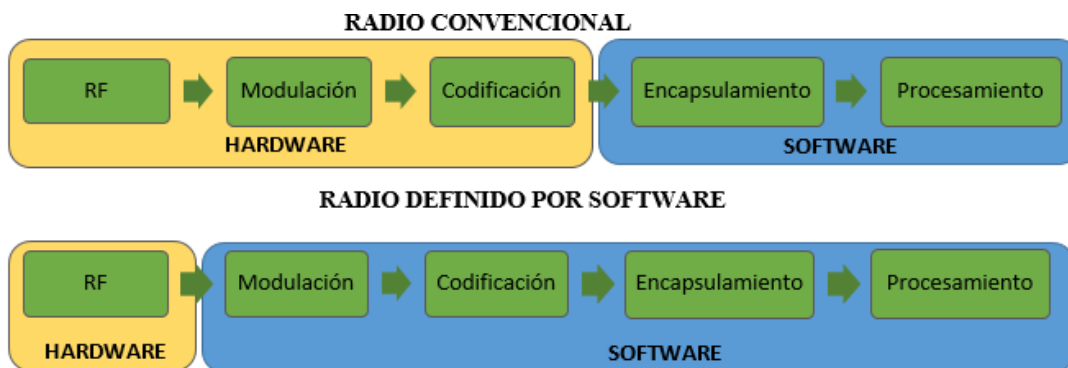 RADIO CONVENCIONAL
RF Modulación Codificación Encapsulamiento Procesamiento
HARDWARE SOFTWARE
RADIO DEFINIDO POR SOFTWARE
RF Modulación Codificación Encapsulamiento Procesamiento
HARDWARE SOFTWARE